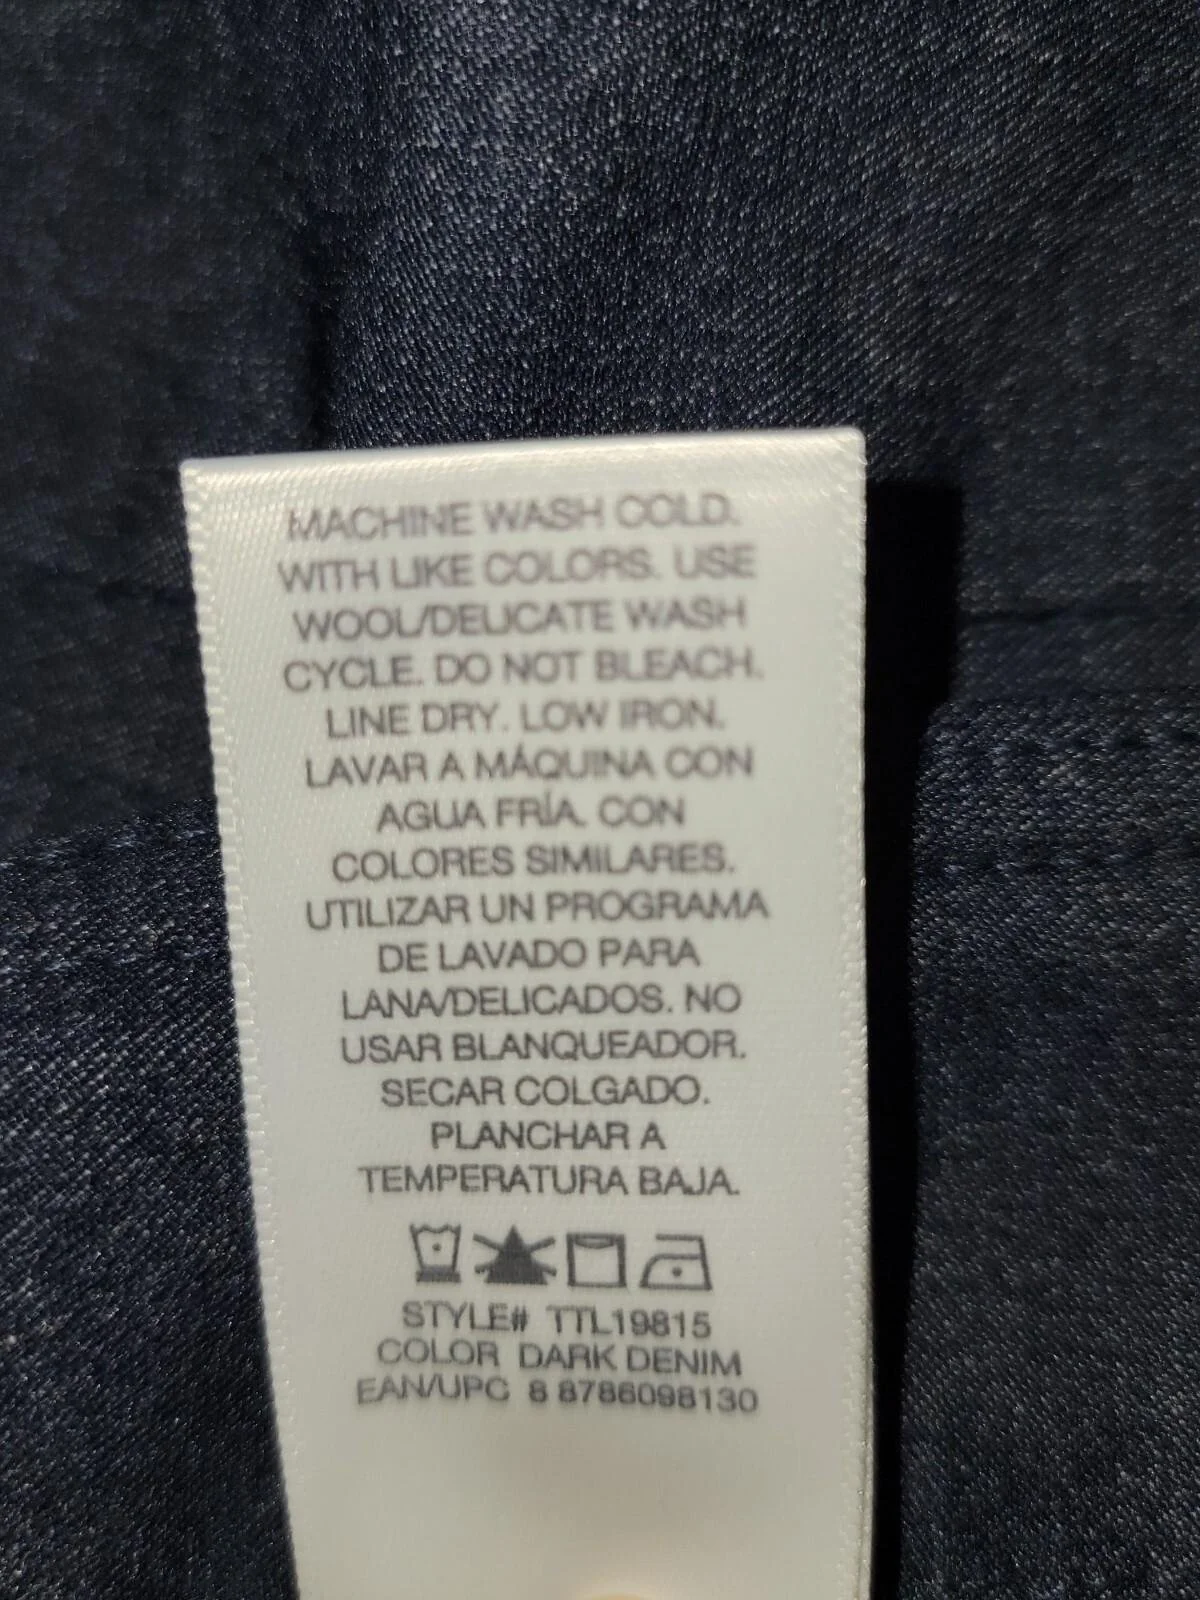 MACHINE WASH COLD.
WITH LIKE COLORS. USE
WOOL/DELICATE WASH
CYCLE. DO NOT BLEACH.
LINE DRY. LOW IRON.
LAVAR A MÁQUINA CON
AGUA FRÍA. CON
COLORES SIMILARES.
UTILIZAR UN PROGRAMA
DE LAVADO PARA
LANA/DELICADOS. NO
USAR BLANQUEADOR.
SECAR COLGADO.
PLANCHAR A
TEMPERATURA BAJA.
STYLE# TTL19815
COLOR DARK DENIM
EAN/UPC 8 8786098130